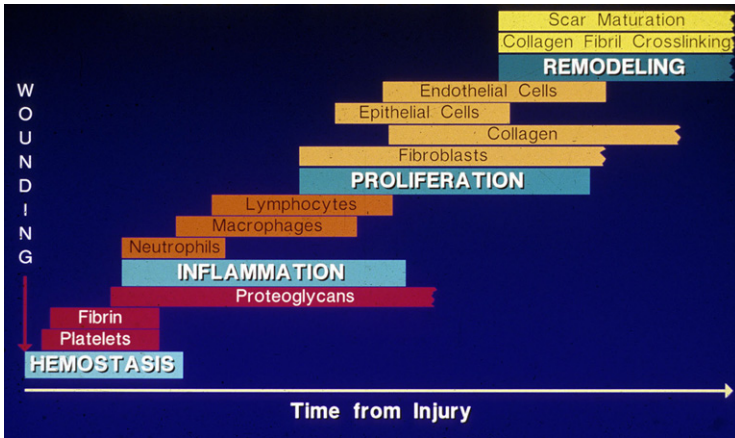 Scar Maturation
Collagen Fibril Crosslinking
REMODELING
Endothelial Cells
Epithelial Cells
Collagen
Fibroblasts
PROLIFERATION
Lymphocytes
Macrophages
Neutrophils
INFLAMMATION
Proteoglycans
Fibrin
Platelets
HEMOSTASIS
WOUNDING
Time from Injury